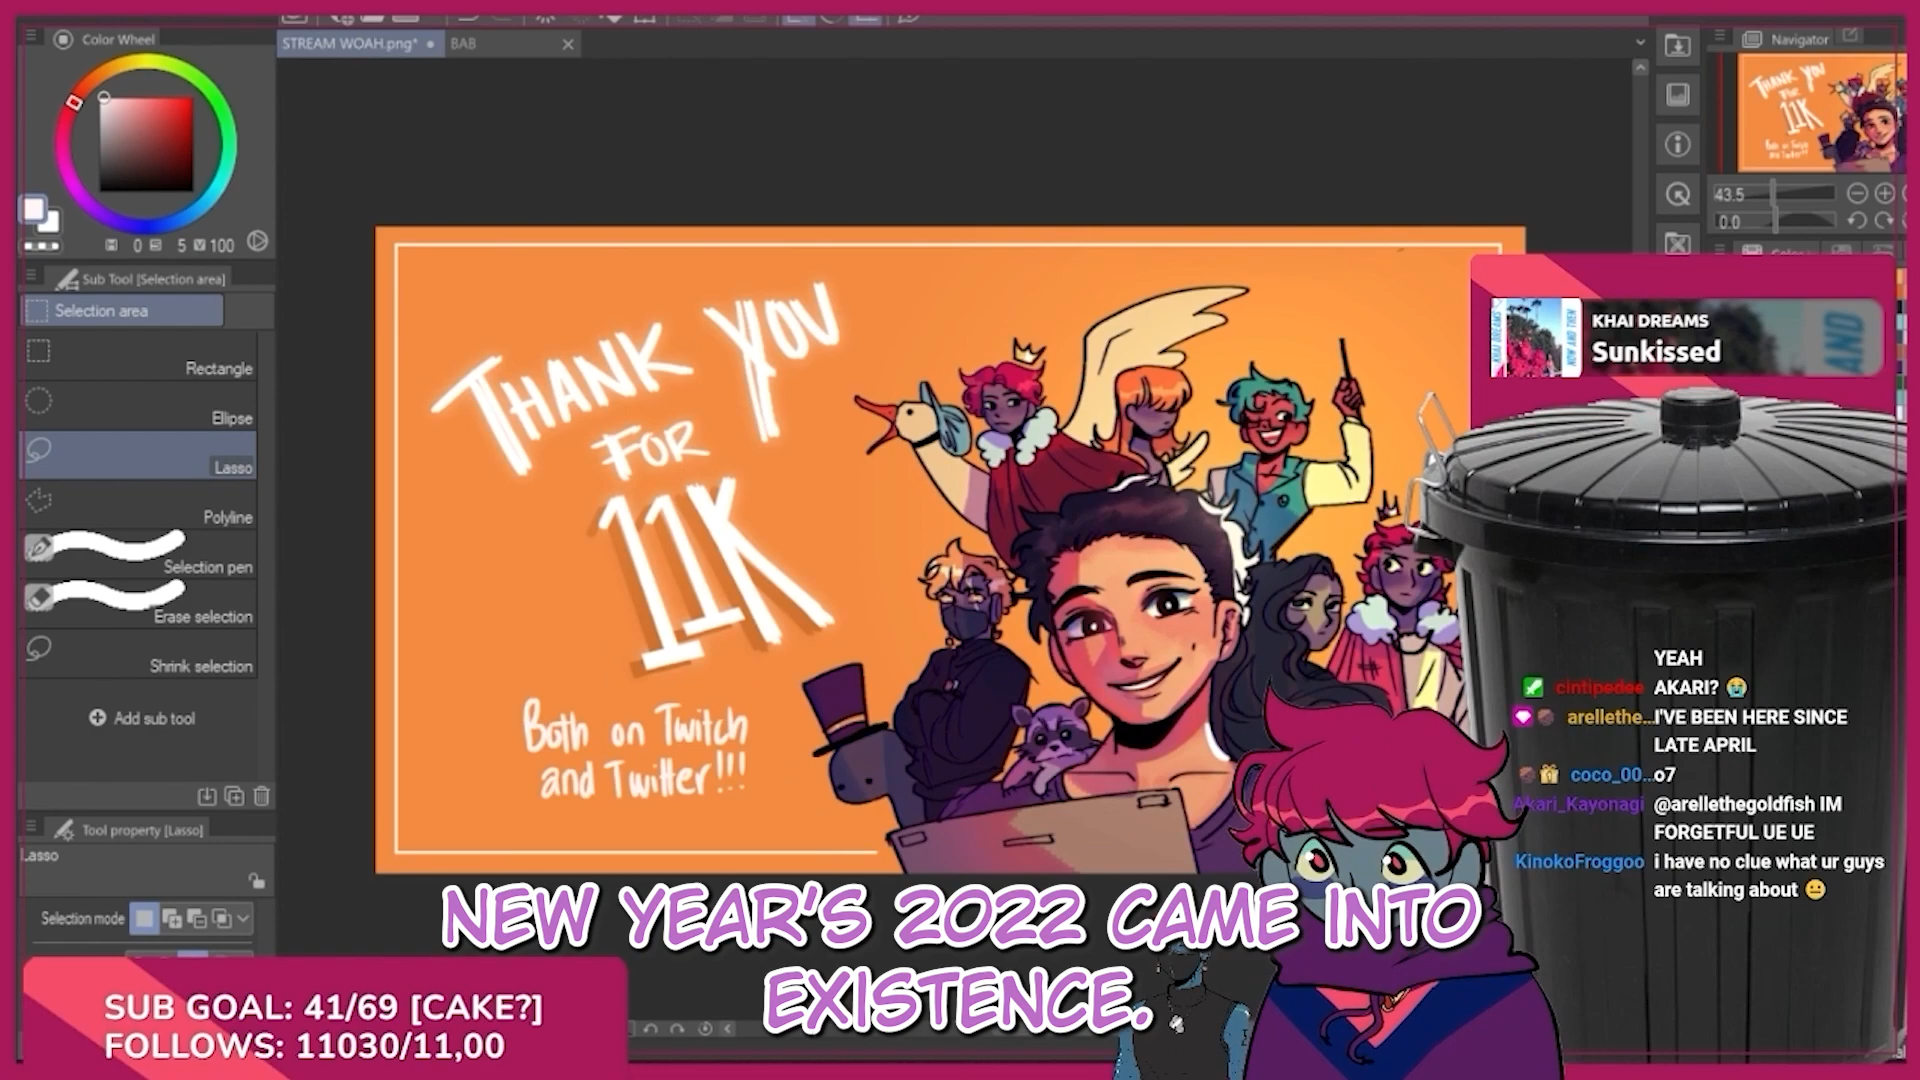 Color Wheel
STREAM WOAH.png*
BAB
Navigator
43.5
0.0
0 5 100
Sub Tool [Selection area]
Selection area
Rectangle
Ellipse
Lasso
Polyline
Selection pen
Erase selection
Shrink selection
Add sub tool
Tool property [Lasso]
Lasso
Selection mode
THANK YOU
FOR
11K
Both on Twitch
and Twitter!!!
KHAI DREAMS
Sunkissed
AND
YEAH
cintipedee AKARI? 😭
arellethe...I'VE BEEN HERE SINCE
LATE APRIL
coco_00...o7
Akari_Kayonagi @arellethegoldfish IM
FORGETFUL UE UE
KinokoFroggoo i have no clue what ur guys
are talking about 😐
NEW YEAR'S 2022 CAME INTO
EXISTENCE.
SUB GOAL: 41/69 [CAKE?]
FOLLOWS: 11030/11,00